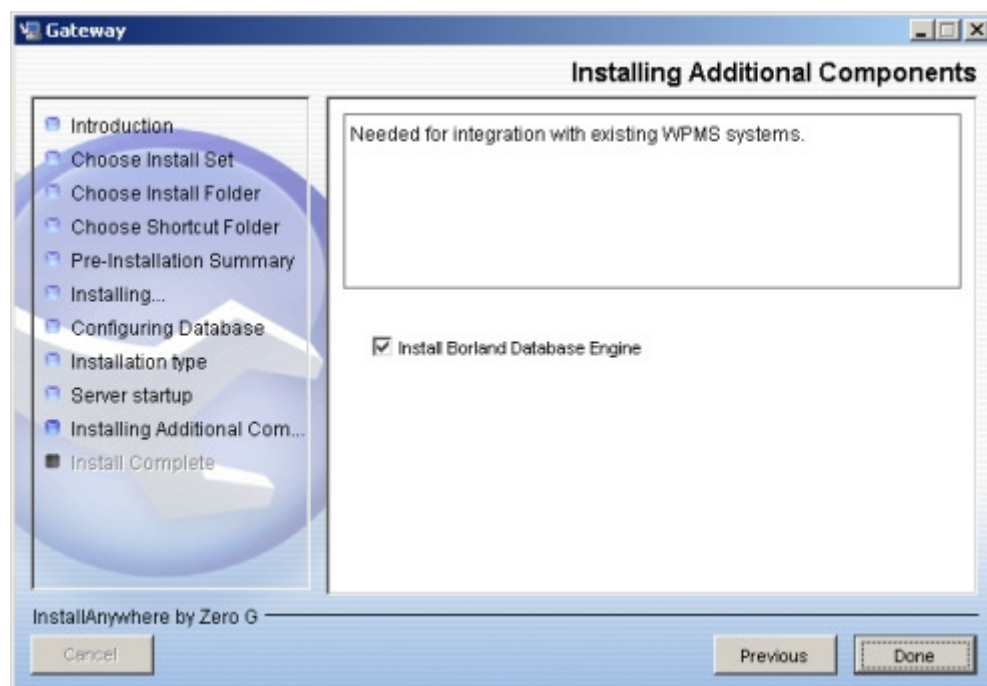 Gateway
Installing Additional Components
Introduction
Choose Install Set
Choose Install Folder
Choose Shortcut Folder
Pre-Installation Summary
Installing...
Configuring Database
Installation type
Server startup
Installing Additional Com...
Install Complete
Needed for integration with existing WPMS systems.
Install Borland Database Engine
InstallAnywhere by Zero G
Cancel
Previous
Done